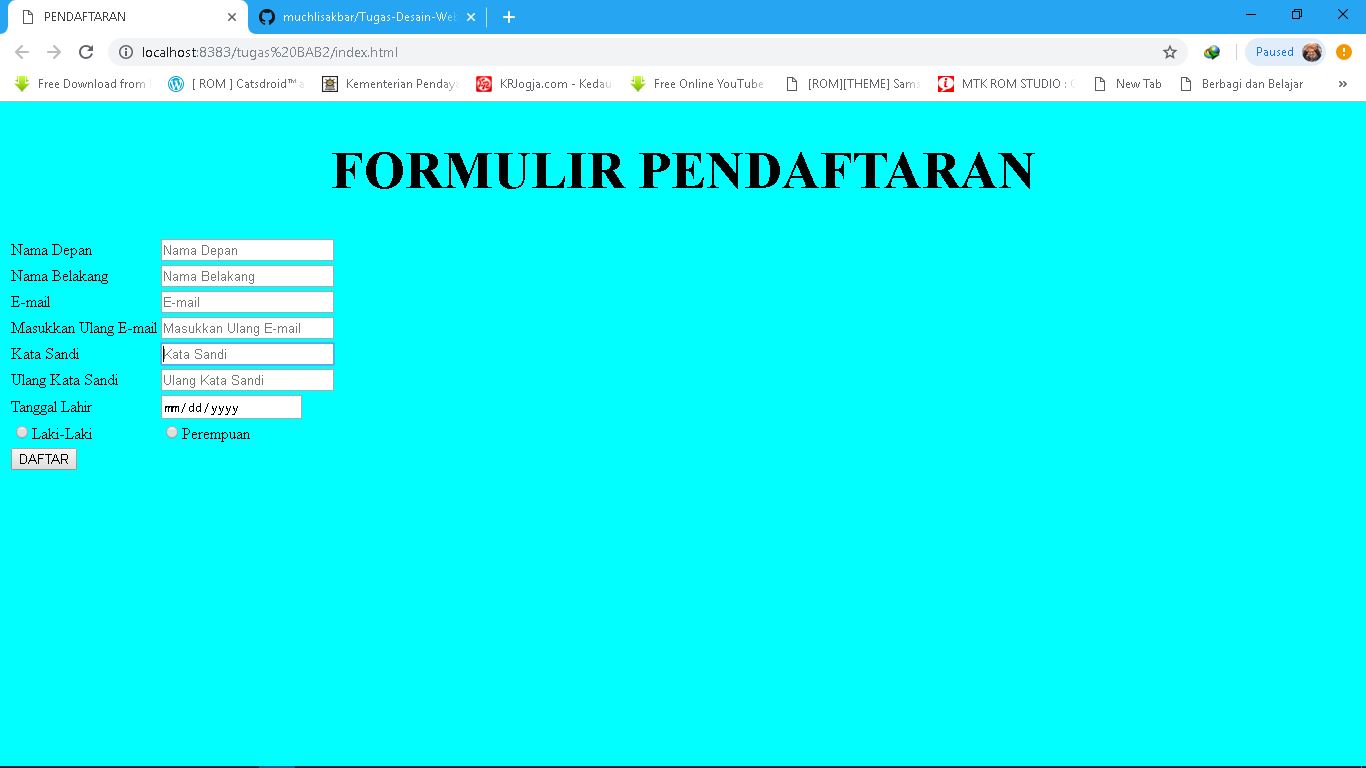 PENDAFTARAN
muchlisakbar/Tugas-Desain-Web
localhost:8383/tugas%20BAB2/index.html
Paused
Free Download from
[ ROM ] Catsdroid™
Kementerian Penday
KRJogja.com - Kedau
Free Online YouTube
[ROM][THEME] Sams
MTK ROM STUDIO :
New Tab
Berbagi dan Belajar
»
FORMULIR PENDAFTARAN
Nama Depan Nama Depan
Nama Belakang Nama Belakang
E-mail E-mail
Masukkan Ulang E-mail Masukkan Ulang E-mail
Kata Sandi Kata Sandi
Ulang Kata Sandi Ulang Kata Sandi
Tanggal Lahir mm/dd/yyyy
Laki-Laki Perempuan
DAFTAR